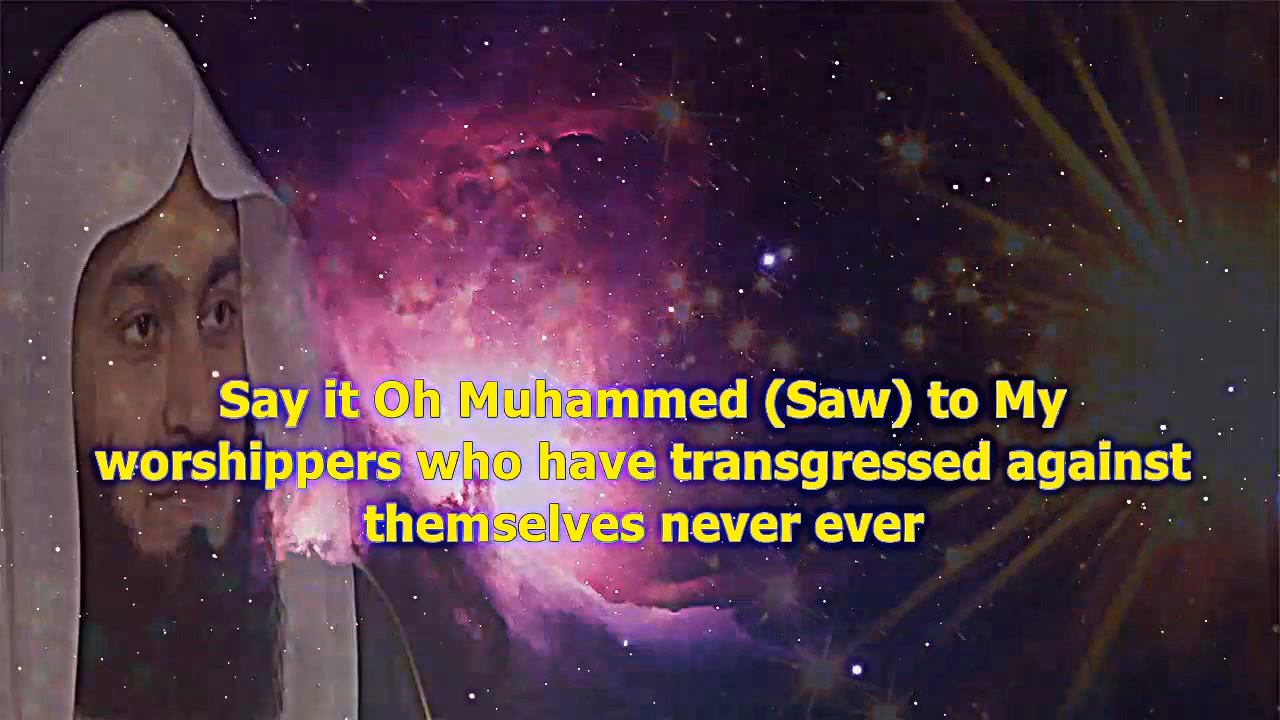 Say it Oh Muhammed (Saw) to My
worshippers who have transgressed against
themselves never ever